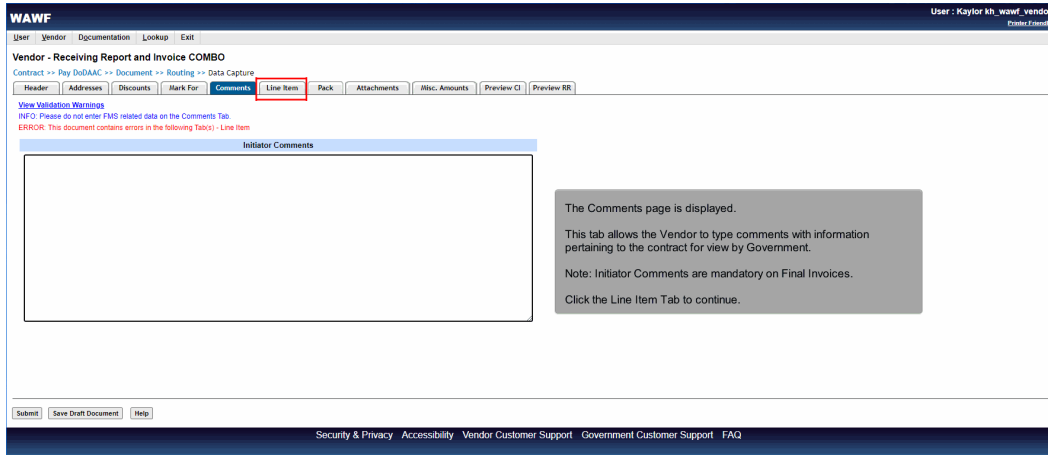 WAWF
User : Kaylor kh_wawf_vendo
Printer Friendl
User Vendor Documentation Lookup Exit
Vendor - Receiving Report and Invoice COMBO
Contract >> Pay DoDAAC >> Document >> Routing >> Data Capture
Header Addresses Discounts Mark For Comments Line Item Pack Attachments Misc. Amounts Preview CI Preview RR
View Validation Warnings
INFO: Please do not enter FMS related data on the Comments Tab.
ERROR: This document contains errors in the following Tab(s) - Line Item
Initiator Comments
The Comments page is displayed.
This tab allows the Vendor to type comments with information
pertaining to the contract for view by Government.
Note: Initiator Comments are mandatory on Final Invoices.
Click the Line Item Tab to continue.
Submit Save Draft Document Help
Security & Privacy Accessibility Vendor Customer Support Government Customer Support FAQ